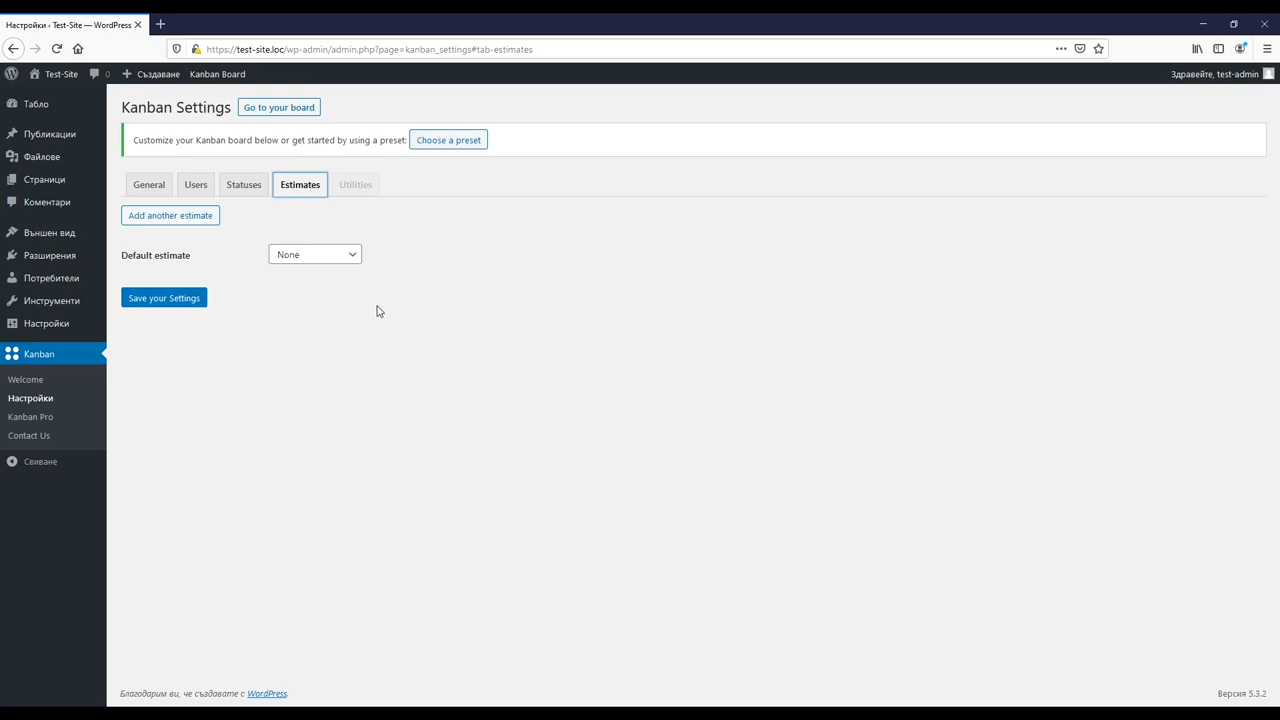 Настройки ‹ Test-Site — WordPress
https://test-site.loc/wp-admin/admin.php?page=kanban_settings#tab-estimates
Test-Site
0
Създаване
Kanban Board
Здравейте, test-admin
Табло
Публикации
Файлове
Страници
Коментари
Външен вид
Разширения
Потребители
Инструменти
Настройки
Kanban
Welcome
Настройки
Kanban Pro
Contact Us
Свиване
Kanban Settings
Go to your board
Customize your Kanban board below or get started by using a preset:
Choose a preset
General
Users
Statuses
Estimates
Utilities
Add another estimate
Default estimate
None
Save your Settings
Благодарим ви, че създавате с WordPress.
Версия 5.3.2